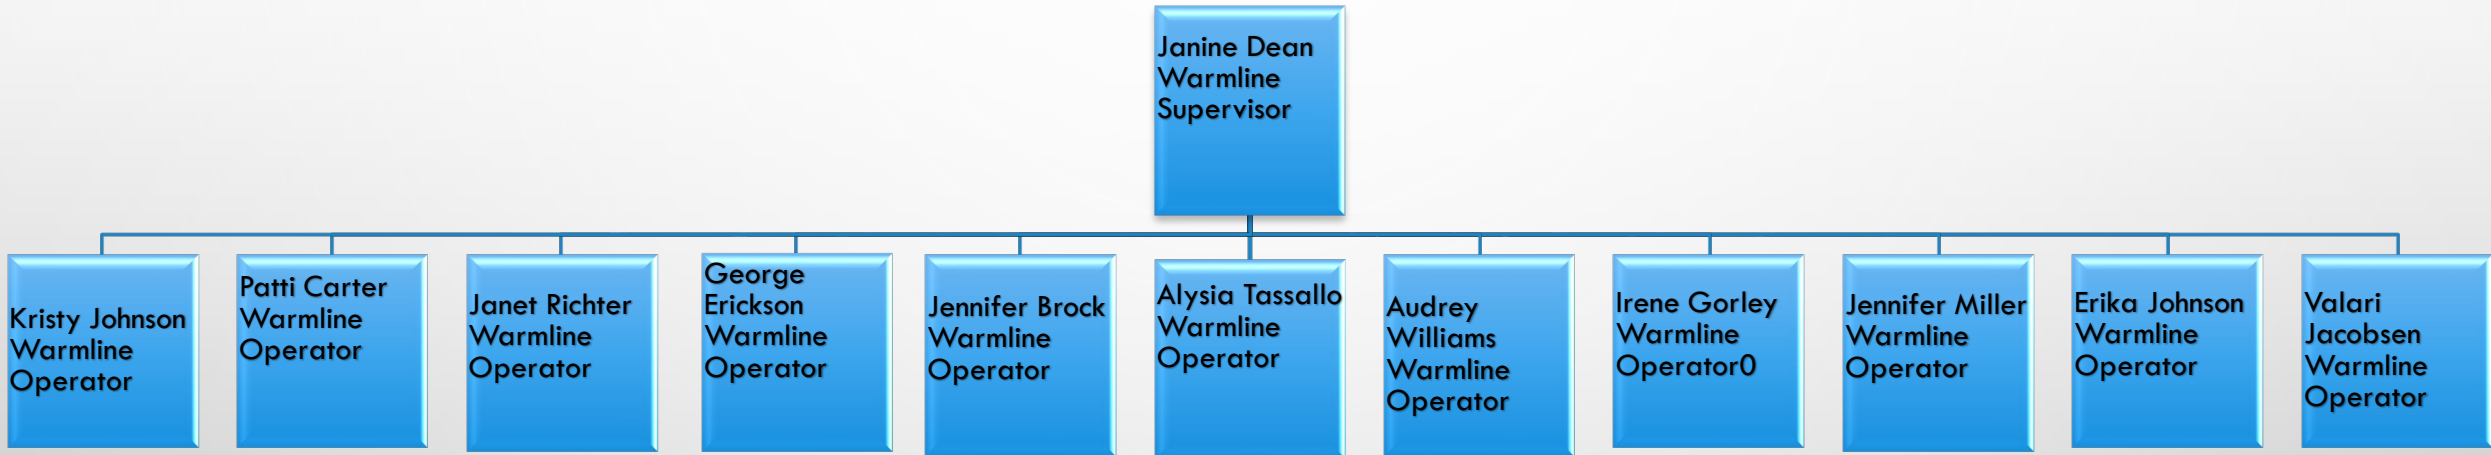 Janine Dean
Warmline
Supervisor
Kristy Johnson
Warmline
Operator
Patti Carter
Warmline
Operator
Janet Richter
Warmline
Operator
George
Erickson
Warmline
Operator
Jennifer Brock
Warmline
Operator
Alysia Tassallo
Warmline
Operator
Audrey
Williams
Warmline
Operator
Irene Gorley
Warmline
Operator0
Jennifer Miller
Warmline
Operator
Erika Johnson
Warmline
Operator
Valari
Jacobsen
Warmline
Operator